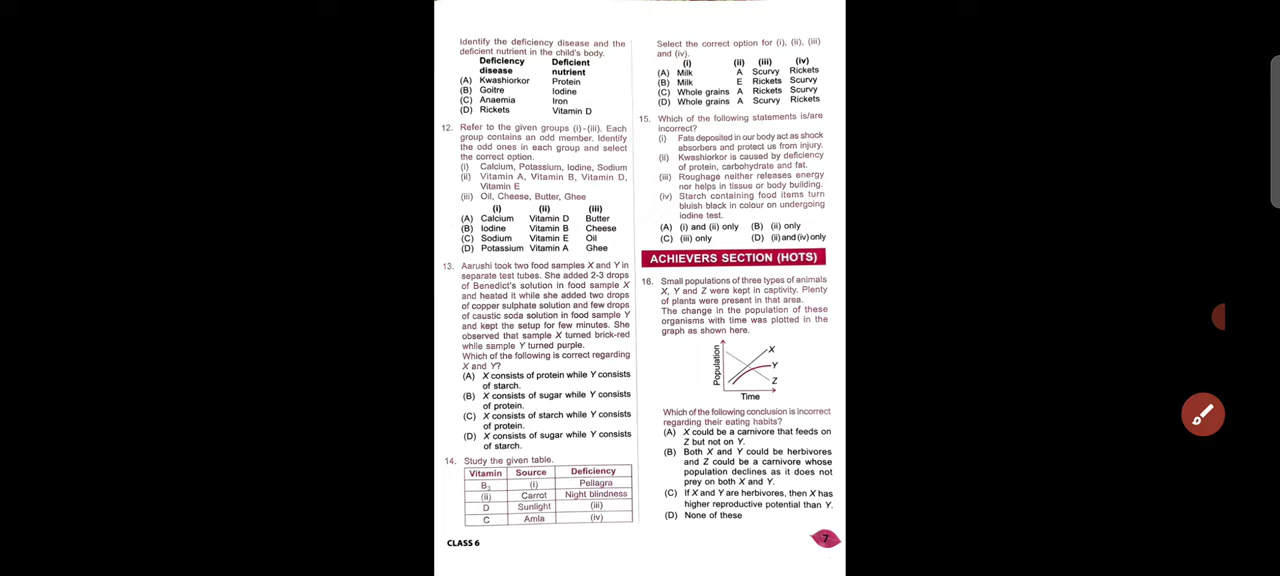 Identify the deficiency disease and the
deficient nutrient in the child's body.
Deficiency disease Deficient nutrient
(A) Kwashiorkor Protein
(B) Goitre Iodine
(C) Anaemia Iron
(D) Rickets Vitamin D
12. Refer to the given groups (i)-(iii). Each
group contains an odd member. Identify
the odd ones in each group and select
the correct option.
(i) Calcium, Potassium, Iodine, Sodium
(ii) Vitamin A, Vitamin B, Vitamin D,
Vitamin E
(iii) Oil, Cheese, Butter, Ghee
(i) (ii) (iii)
(A) Calcium Vitamin D Butter
(B) Iodine Vitamin B Cheese
(C) Sodium Vitamin E Oil
(D) Potassium Vitamin A Ghee
13. Aarushi took two food samples X and Y in
separate test tubes. She added 2-3 drops
of Benedict's solution in food sample X
and heated it while she added two drops
of copper sulphate solution and few drops
of caustic soda solution in food sample Y
and kept the setup for few minutes. She
observed that sample X turned brick-red
while sample Y turned purple.
Which of the following is correct regarding
X and Y?
(A) X consists of protein while Y consists
of starch.
(B) X consists of sugar while Y consists
of protein.
(C) X consists of starch while Y consists
of protein.
(D) X consists of sugar while Y consists
of starch.
14. Study the given table.
Vitamin Source Deficiency
B3 (i) Pellagra
(ii) Carrot Night blindness
D Sunlight (iii)
C Amla (iv)
CLASS 6
Select the correct option for (i), (ii), (iii)
and (iv).
(i) (ii) (iii) (iv)
(A) Milk A Scurvy Rickets
(B) Milk E Rickets Scurvy
(C) Whole grains A Rickets Scurvy
(D) Whole grains A Scurvy Rickets
15. Which of the following statements is/are
incorrect?
(i) Fats deposited in our body act as shock
absorbers and protect us from injury.
(ii) Kwashiorkor is caused by deficiency
of protein, carbohydrate and fat.
(iii) Roughage neither releases energy
nor helps in tissue or body building.
(iv) Starch containing food items turn
bluish black in colour on undergoing
iodine test.
(A) (i) and (ii) only (B) (ii) only
(C) (iii) only (D) (ii) and (iv) only
ACHIEVERS SECTION (HOTS)
16. Small populations of three types of animals
X, Y and Z were kept in captivity. Plenty
of plants were present in that area.
The change in the population of these
organisms with time was plotted in the
graph as shown here.
Population
X
Y
Z
Time
Which of the following conclusion is incorrect
regarding their eating habits?
(A) X could be a carnivore that feeds on
Z but not on Y.
(B) Both X and Y could be herbivores
and Z could be a carnivore whose
population declines as it does not
prey on both X and Y.
(C) If X and Y are herbivores, then X has
higher reproductive potential than Y.
(D) None of these
7